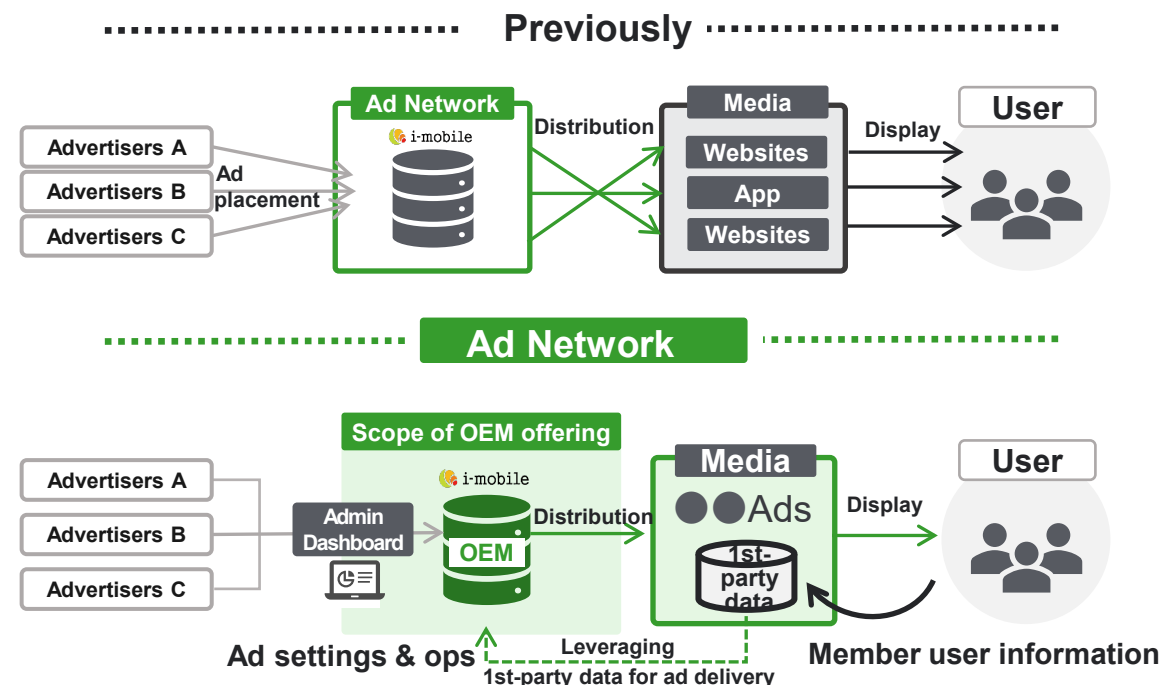 Previously
Ad Network
i-mobile
Media
User
Advertisers A
Advertisers B
Advertisers C
Ad
placement
Distribution
Websites
App
Websites
Display
Ad Network
Scope of OEM offering
i-mobile
Media
User
Advertisers A
Advertisers B
Advertisers C
Admin
Dashboard
OEM
Distribution
●●Ads
1st-
party
data
Display
Ad settings & ops
Leveraging
1st-party data for ad delivery
Member user information